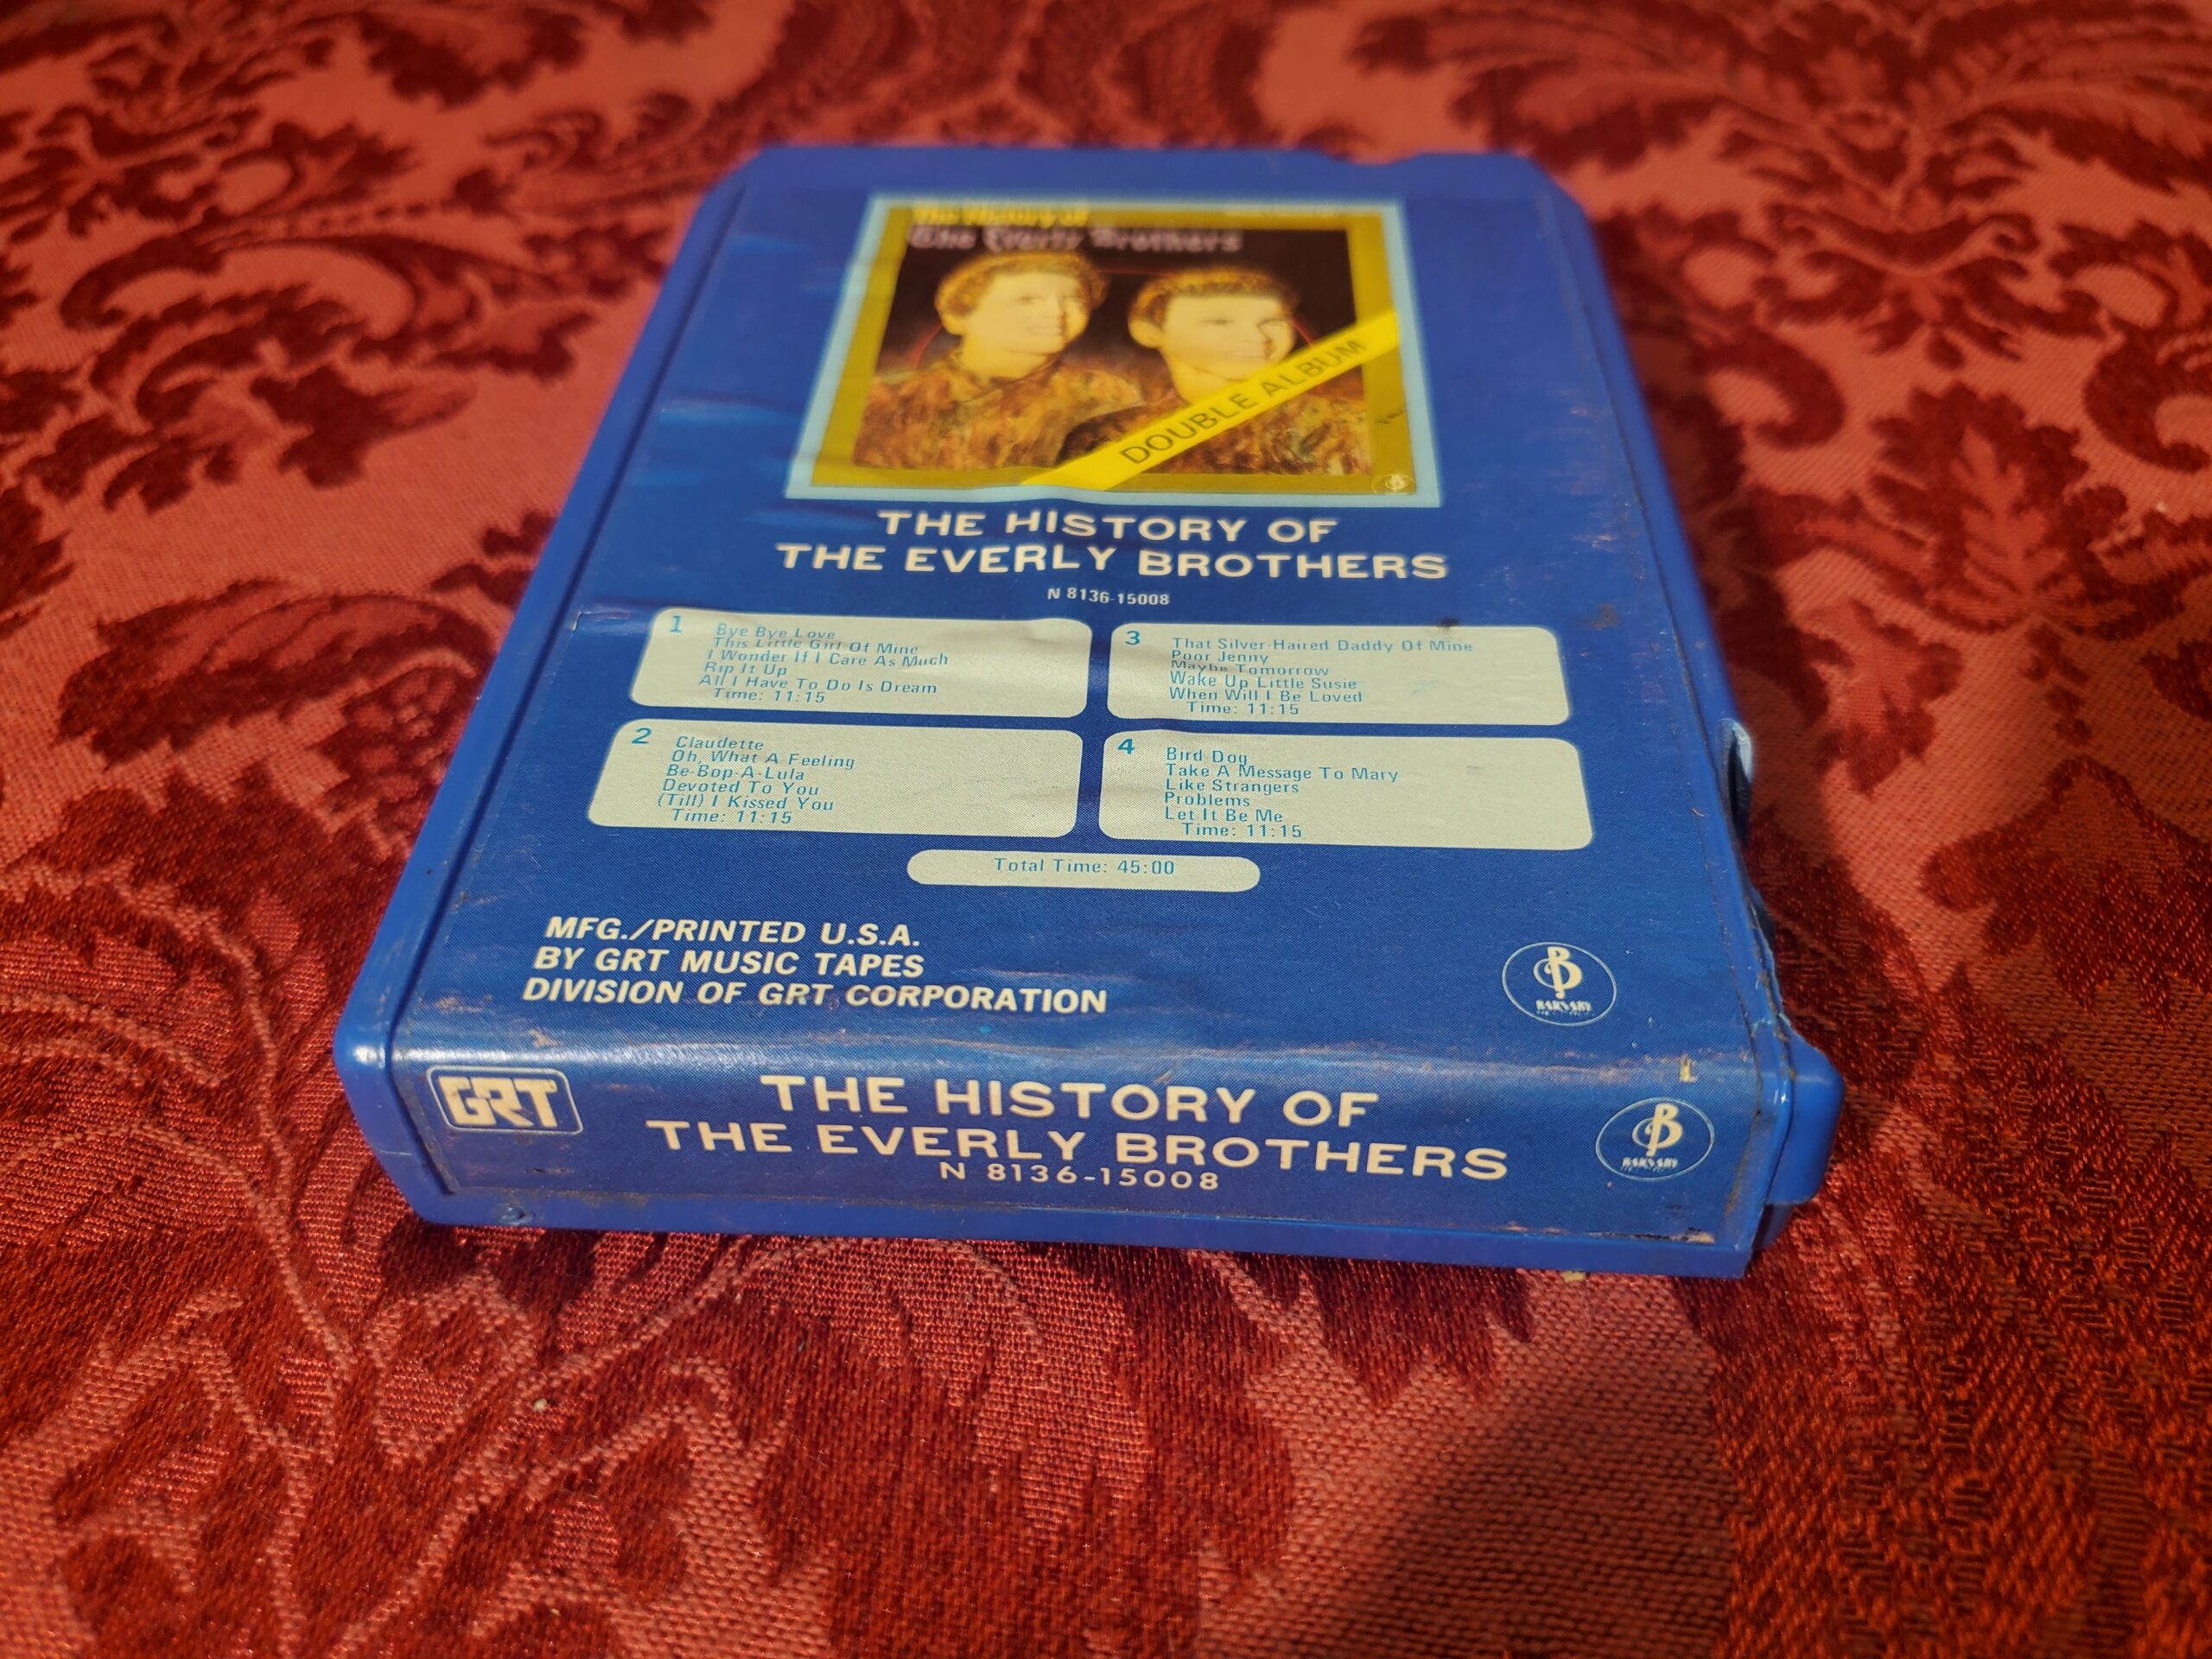 The History of
The Everly Brothers
DOUBLE ALBUM
THE HISTORY OF
THE EVERLY BROTHERS
N 8136-15008
1
Bye Bye Love
This Little Girl Of Mine
I Wonder If I Care As Much
Rip It Up
All I Have To Do Is Dream
Time: 11:15
2
Claudette
Oh, What A Feeling
Be-Bop-A-Lula
Devoted To You
(Till) I Kissed You
Time: 11:15
3
That Silver-Haired Daddy Of Mine
Poor Jenny
Maybe Tomorrow
Wake Up Little Susie
When Will I Be Loved
Time: 11:15
4
Bird Dog
Take A Message To Mary
Like Strangers
Problems
Let It Be Me
Time: 11:15
Total Time: 45:00
MFG./PRINTED U.S.A.
BY GRT MUSIC TAPES
DIVISION OF GRT CORPORATION
B
BARNABY
GRT
THE HISTORY OF
THE EVERLY BROTHERS
N 8136-15008
B
BARNABY